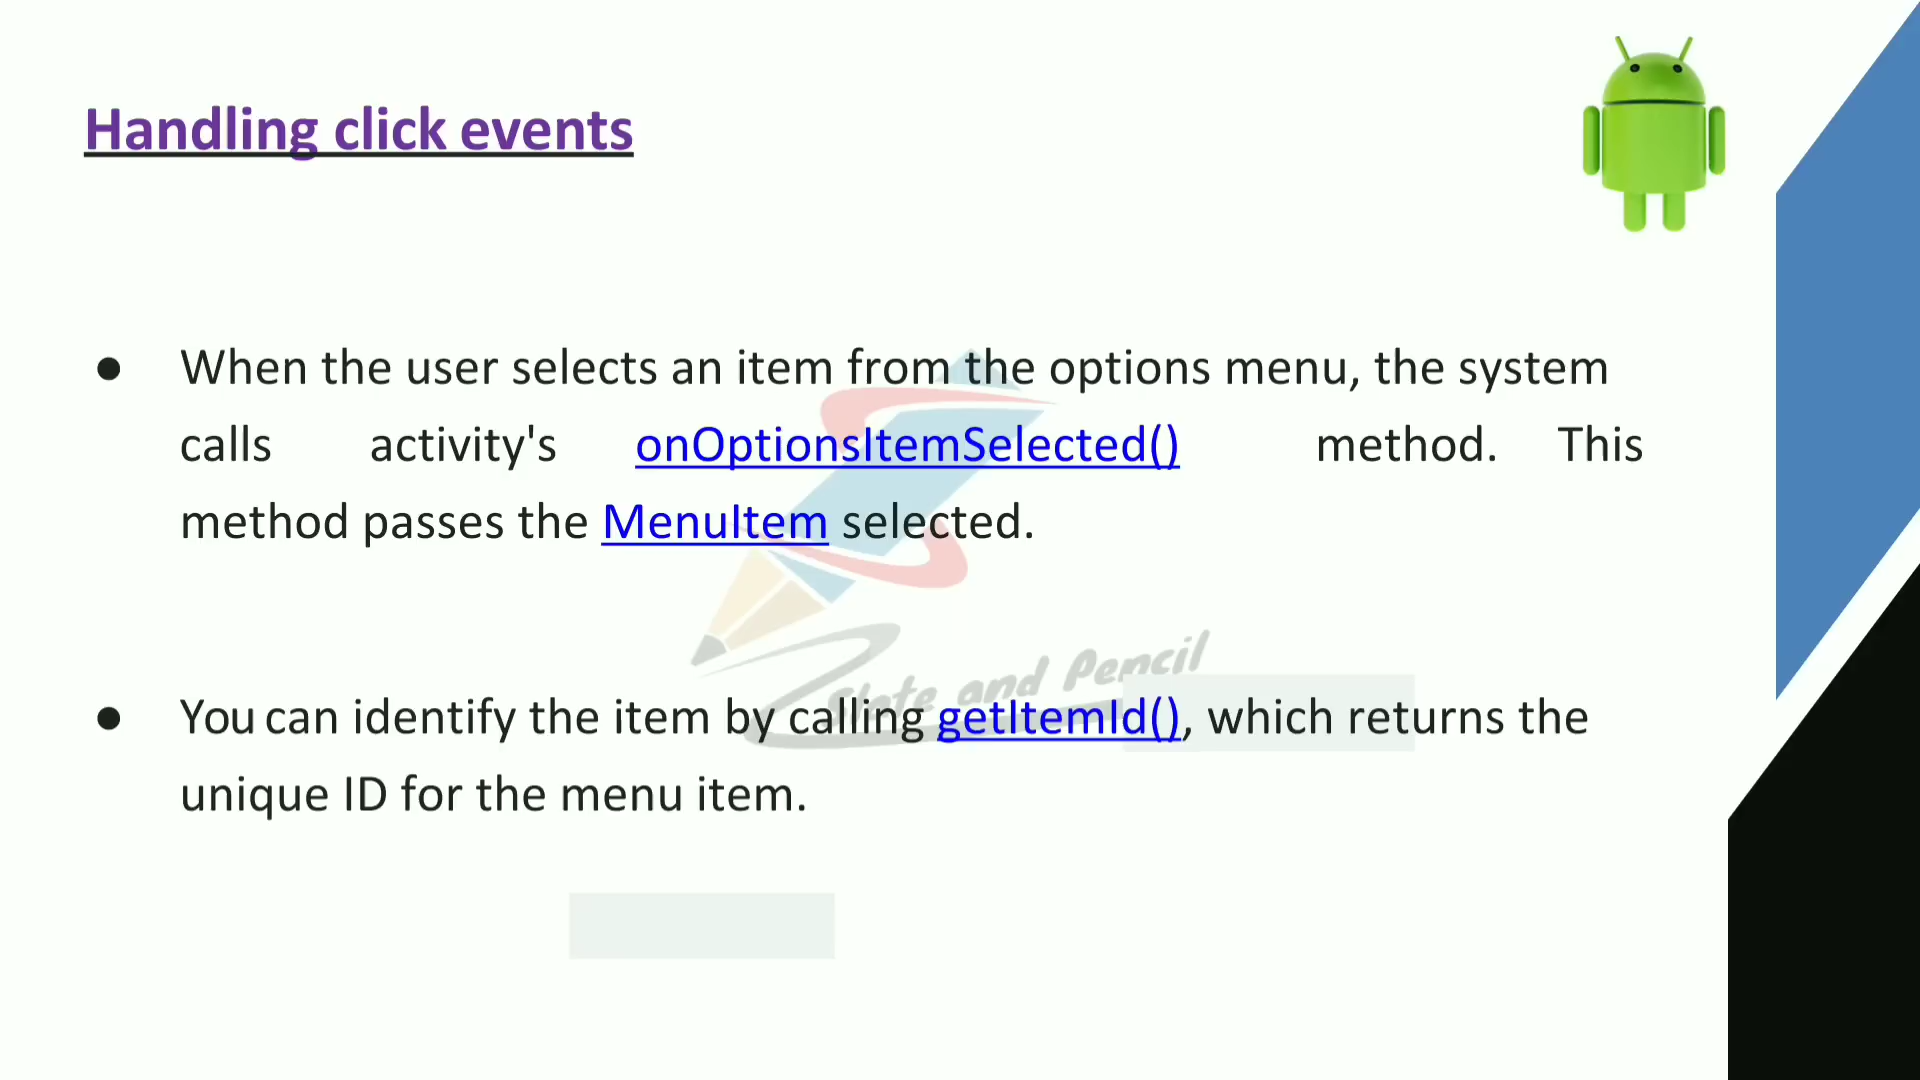 Handling click events
● When the user selects an item from the options menu, the system
calls activity's onOptionsItemSelected() method. This
method passes the MenuItem selected.
Slate and Pencil
● You can identify the item by calling getItemId(), which returns the
unique ID for the menu item.